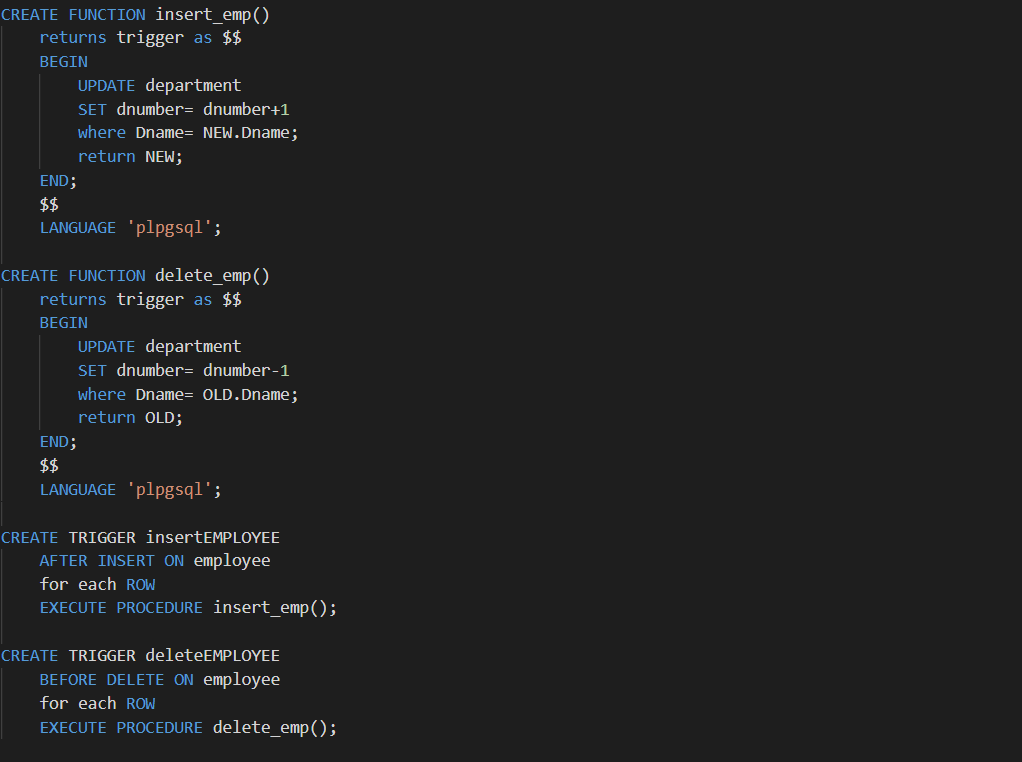 CREATE FUNCTION insert_emp()
returns trigger as $$
BEGIN
UPDATE department
SET dnumber= dnumber+1
where Dname= NEW.Dname;
return NEW;
END;
$$
LANGUAGE 'plpgsql';
CREATE FUNCTION delete_emp()
returns trigger as $$
BEGIN
UPDATE department
SET dnumber= dnumber-1
where Dname= OLD.Dname;
return OLD;
END;
$$
LANGUAGE 'plpgsql';
CREATE TRIGGER insertEMPLOYEE
AFTER INSERT ON employee
for each ROW
EXECUTE PROCEDURE insert_emp();
CREATE TRIGGER deleteEMPLOYEE
BEFORE DELETE ON employee
for each ROW
EXECUTE PROCEDURE delete_emp();